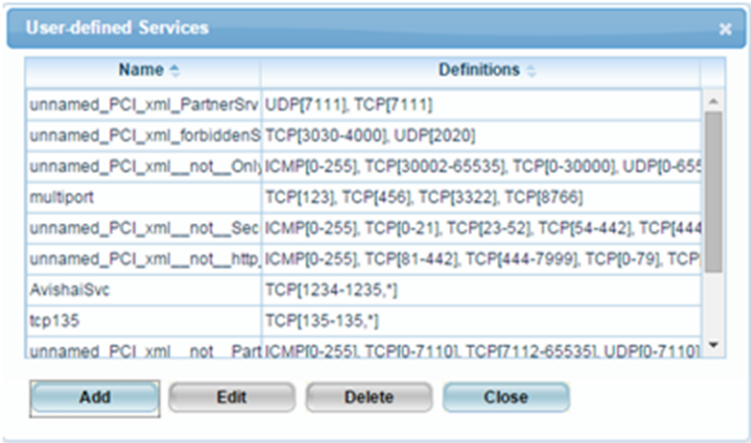 User-defined Services
Name Definitions
unnamed_PCI_xml_PartnerSrv UDP[7111], TCP[7111]
unnamed_PCI_xml_forbiddenS TCP[3030-4000], UDP[2020]
unnamed_PCI_xml__not__Only ICMP[0-255], TCP[30002-65535], TCP[0-30000], UDP[0-655
multiport TCP[123], TCP[456], TCP[3322], TCP[8766]
unnamed_PCI_xml__not__Sec ICMP[0-255], TCP[0-21], TCP[23-52], TCP[54-442], TCP[444
unnamed_PCI_xml__not__http_ ICMP[0-255], TCP[81-442], TCP[444-7999], TCP[0-79], TCP
AvishaiSvc TCP[1234-1235,*]
tcp135 TCP[135-135,*]
unnamed_PCI_xml__not__Part ICMP[0-255], TCP[0-7110], TCP[7112-65535], UDP[0-7110]
Add Edit Delete Close